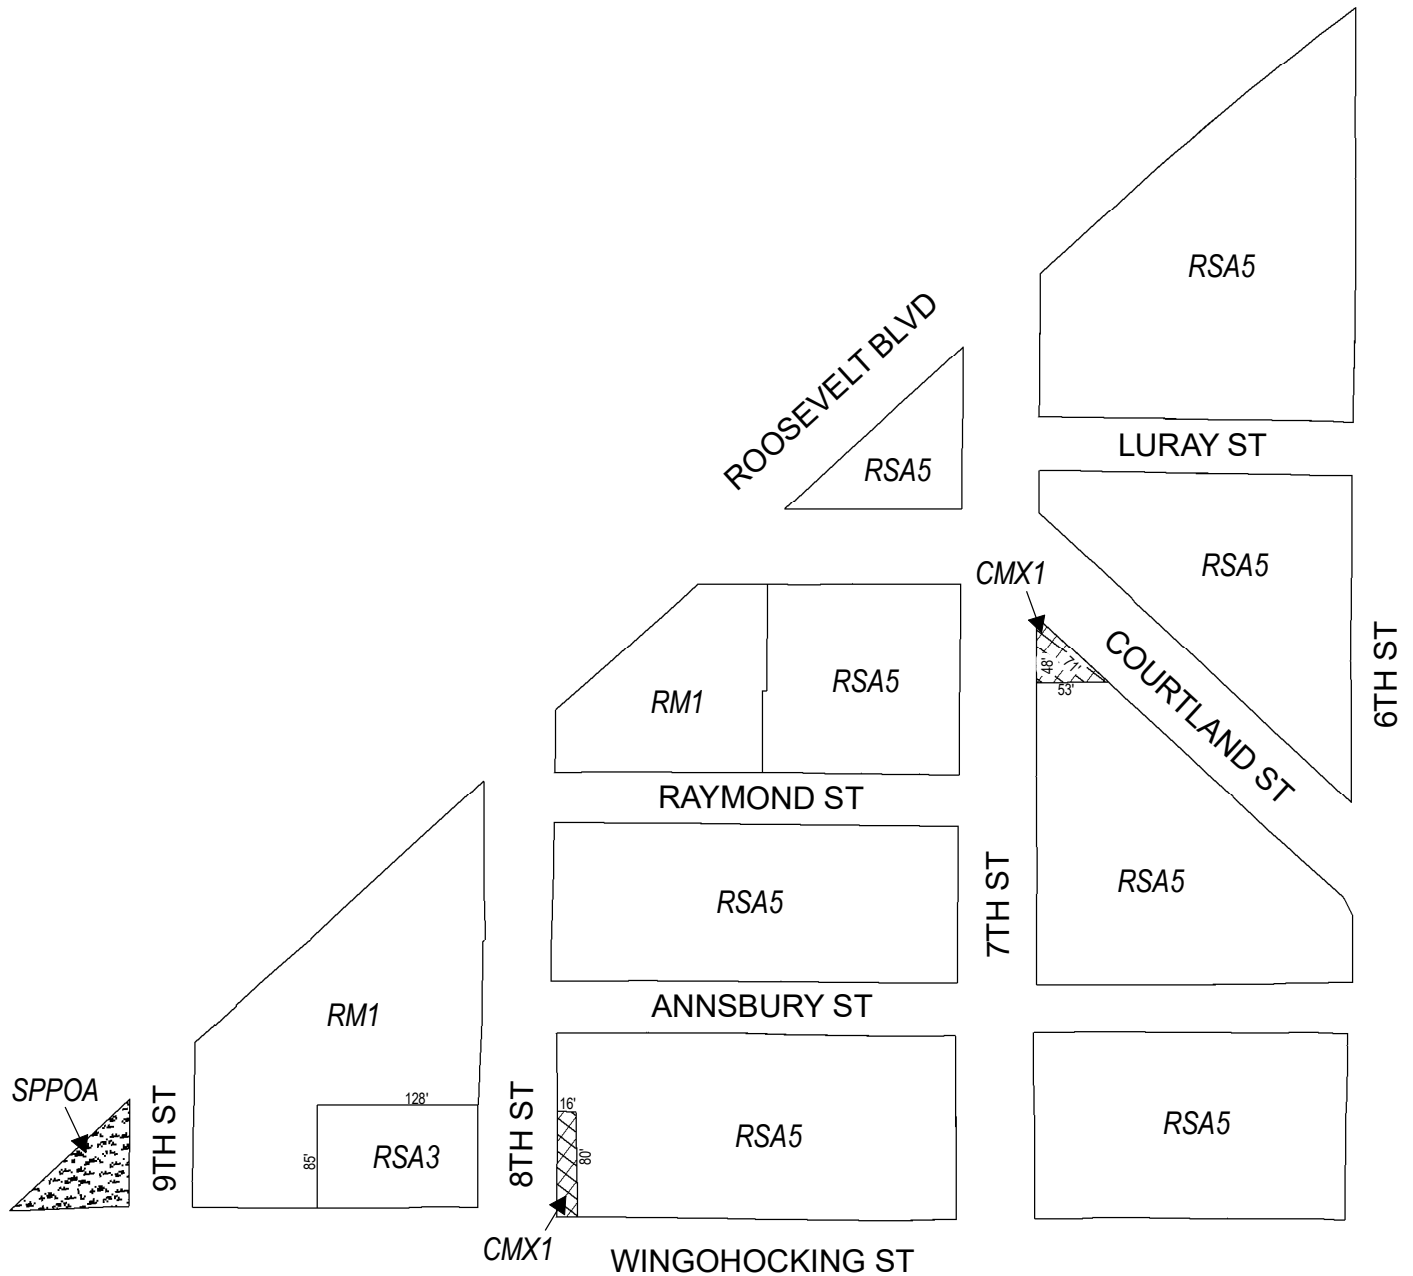 RSA5
ROOSEVELT BLVD
LURAY ST
RSA5
RSA5
CMX1
COURTLAND ST
6TH ST
48'
71'
53'
RM1
RSA5
RAYMOND ST
7TH ST
RSA5
RSA5
ANNSBURY ST
RM1
SPPOA
9TH ST
128'
85'
RSA3
8TH ST
16'
80'
RSA5
RSA5
CMX1
WINGOHOCKING ST